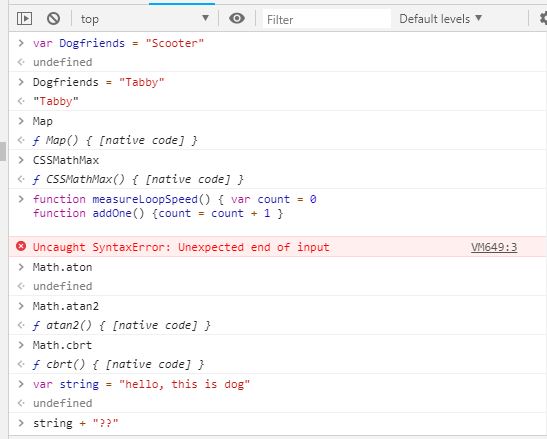 top
Filter
Default levels
> var Dogfriends = "Scooter"
undefined
> Dogfriends = "Tabby"
"Tabby"
> Map
ƒ Map() { [native code] }
> CSSMathMax
ƒ CSSMathMax() { [native code] }
> function measureLoopSpeed() { var count = 0
function addOne() {count = count + 1 }
Uncaught SyntaxError: Unexpected end of input VM649:3
> Math.aton
undefined
> Math.atan2
ƒ atan2() { [native code] }
> Math.cbrt
ƒ cbrt() { [native code] }
> var string = "hello, this is dog"
undefined
> string + "??"